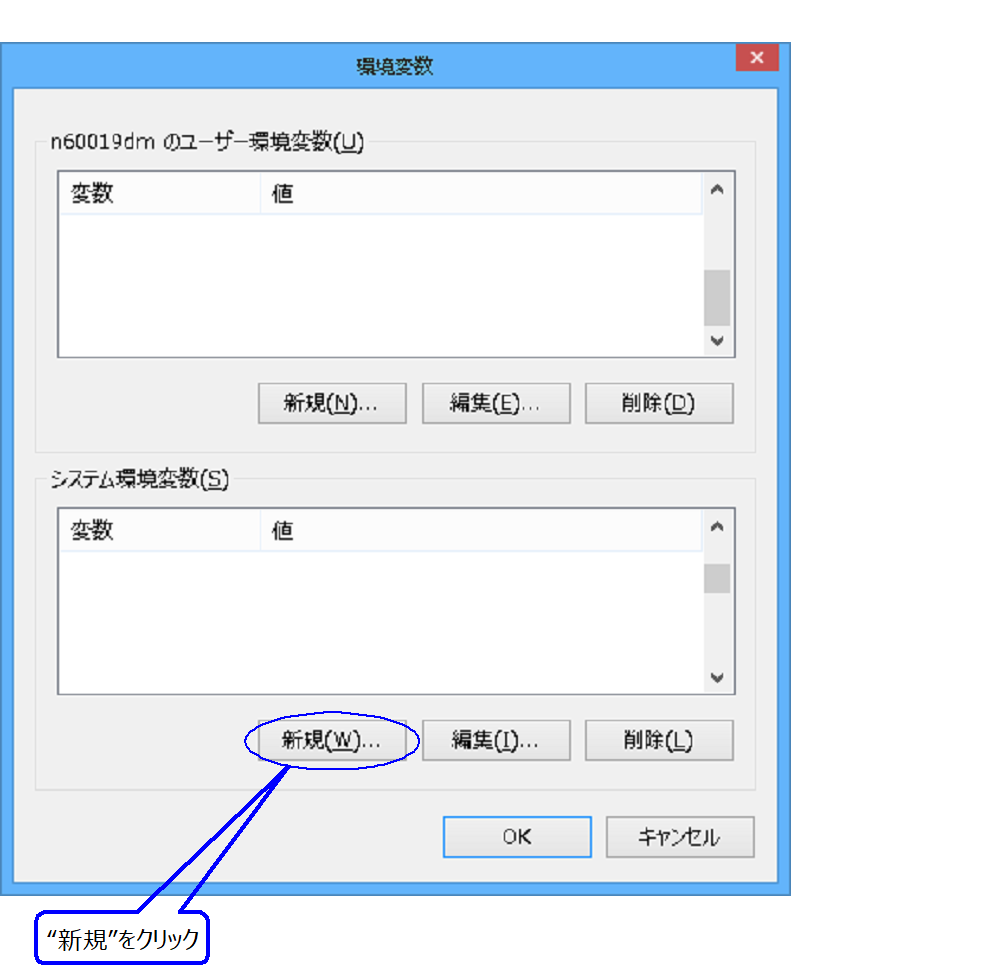 環境変数
n60019dm のユーザー環境変数(U)
変数 値
新規(N)... 編集(E)... 削除(D)
システム環境変数(S)
変数 値
新規(W)... 編集(I)... 削除(L)
OK キャンセル
“新規”をクリック